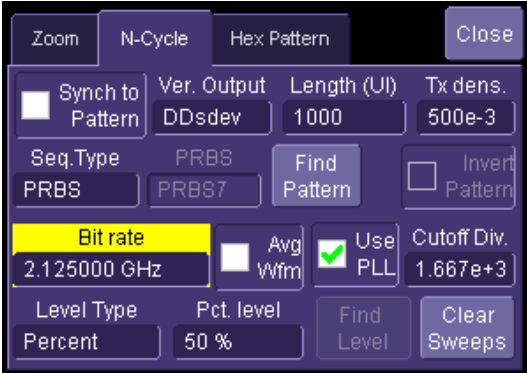 Zoom N-Cycle Hex Pattern Close
Synch to Pattern Ver. Output Length (UI) Tx dens.
DDsdev 1000 500e-3
Seq.Type PRBS Find Pattern Invert Pattern
PRBS PRBS7
Bit rate Avg Wfm Use PLL Cutoff Div.
2.125000 GHz 1.667e+3
Level Type Pct. level Find Level Clear Sweeps
Percent 50 %